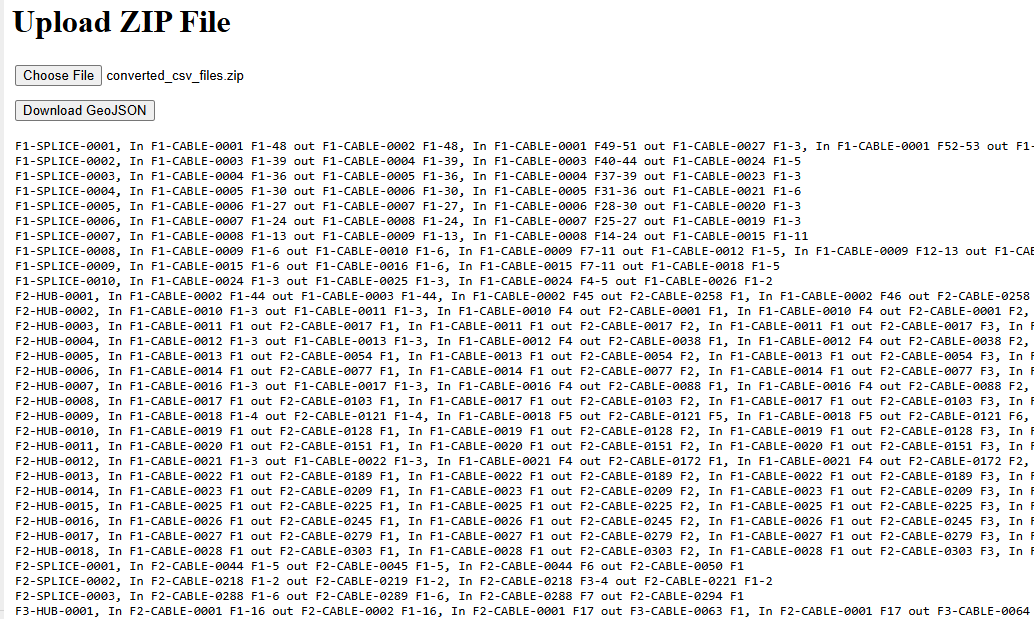 Upload ZIP File
Choose File converted_csv_files.zip
Download GeoJSON
F1-SPLICE-0001, In F1-CABLE-0001 F1-48 out F1-CABLE-0002 F1-48, In F1-CABLE-0001 F49-51 out F1-CABLE-0027 F1-3, In F1-CABLE-0001 F52-53 out F1-
F1-SPLICE-0002, In F1-CABLE-0003 F1-39 out F1-CABLE-0004 F1-39, In F1-CABLE-0003 F40-44 out F1-CABLE-0024 F1-5
F1-SPLICE-0003, In F1-CABLE-0004 F1-36 out F1-CABLE-0005 F1-36, In F1-CABLE-0004 F37-39 out F1-CABLE-0023 F1-3
F1-SPLICE-0004, In F1-CABLE-0005 F1-30 out F1-CABLE-0006 F1-30, In F1-CABLE-0005 F31-36 out F1-CABLE-0021 F1-6
F1-SPLICE-0005, In F1-CABLE-0006 F1-27 out F1-CABLE-0007 F1-27, In F1-CABLE-0006 F28-30 out F1-CABLE-0020 F1-3
F1-SPLICE-0006, In F1-CABLE-0007 F1-24 out F1-CABLE-0008 F1-24, In F1-CABLE-0007 F25-27 out F1-CABLE-0019 F1-3
F1-SPLICE-0007, In F1-CABLE-0008 F1-13 out F1-CABLE-0009 F1-13, In F1-CABLE-0008 F14-24 out F1-CABLE-0015 F1-11
F1-SPLICE-0008, In F1-CABLE-0009 F1-6 out F1-CABLE-0010 F1-6, In F1-CABLE-0009 F7-11 out F1-CABLE-0012 F1-5, In F1-CABLE-0009 F12-13 out F1-CAB
F1-SPLICE-0009, In F1-CABLE-0015 F1-6 out F1-CABLE-0016 F1-6, In F1-CABLE-0015 F7-11 out F1-CABLE-0018 F1-5
F1-SPLICE-0010, In F1-CABLE-0024 F1-3 out F1-CABLE-0025 F1-3, In F1-CABLE-0024 F4-5 out F1-CABLE-0026 F1-2
F2-HUB-0001, In F1-CABLE-0002 F1-44 out F1-CABLE-0003 F1-44, In F1-CABLE-0002 F45 out F2-CABLE-0258 F1, In F1-CABLE-0002 F46 out F2-CABLE-0258
F2-HUB-0002, In F1-CABLE-0010 F1-3 out F1-CABLE-0011 F1-3, In F1-CABLE-0010 F4 out F2-CABLE-0001 F1, In F1-CABLE-0010 F4 out F2-CABLE-0001 F2,
F2-HUB-0003, In F1-CABLE-0011 F1 out F2-CABLE-0017 F1, In F1-CABLE-0011 F1 out F2-CABLE-0017 F2, In F1-CABLE-0011 F1 out F2-CABLE-0017 F3, In F
F2-HUB-0004, In F1-CABLE-0012 F1-3 out F1-CABLE-0013 F1-3, In F1-CABLE-0012 F4 out F2-CABLE-0038 F1, In F1-CABLE-0012 F4 out F2-CABLE-0038 F2,
F2-HUB-0005, In F1-CABLE-0013 F1 out F2-CABLE-0054 F1, In F1-CABLE-0013 F1 out F2-CABLE-0054 F2, In F1-CABLE-0013 F1 out F2-CABLE-0054 F3, In F
F2-HUB-0006, In F1-CABLE-0014 F1 out F2-CABLE-0077 F1, In F1-CABLE-0014 F1 out F2-CABLE-0077 F2, In F1-CABLE-0014 F1 out F2-CABLE-0077 F3, In F
F2-HUB-0007, In F1-CABLE-0016 F1-3 out F1-CABLE-0017 F1-3, In F1-CABLE-0016 F4 out F2-CABLE-0088 F1, In F1-CABLE-0016 F4 out F2-CABLE-0088 F2,
F2-HUB-0008, In F1-CABLE-0017 F1 out F2-CABLE-0103 F1, In F1-CABLE-0017 F1 out F2-CABLE-0103 F2, In F1-CABLE-0017 F1 out F2-CABLE-0103 F3, In F
F2-HUB-0009, In F1-CABLE-0018 F1-4 out F2-CABLE-0121 F1-4, In F1-CABLE-0018 F5 out F2-CABLE-0121 F5, In F1-CABLE-0018 F5 out F2-CABLE-0121 F6,
F2-HUB-0010, In F1-CABLE-0019 F1 out F2-CABLE-0128 F1, In F1-CABLE-0019 F1 out F2-CABLE-0128 F2, In F1-CABLE-0019 F1 out F2-CABLE-0128 F3, In F
F2-HUB-0011, In F1-CABLE-0020 F1 out F2-CABLE-0151 F1, In F1-CABLE-0020 F1 out F2-CABLE-0151 F2, In F1-CABLE-0020 F1 out F2-CABLE-0151 F3, In F
F2-HUB-0012, In F1-CABLE-0021 F1-3 out F1-CABLE-0022 F1-3, In F1-CABLE-0021 F4 out F2-CABLE-0172 F1, In F1-CABLE-0021 F4 out F2-CABLE-0172 F2,
F2-HUB-0013, In F1-CABLE-0022 F1 out F2-CABLE-0189 F1, In F1-CABLE-0022 F1 out F2-CABLE-0189 F2, In F1-CABLE-0022 F1 out F2-CABLE-0189 F3, In F
F2-HUB-0014, In F1-CABLE-0023 F1 out F2-CABLE-0209 F1, In F1-CABLE-0023 F1 out F2-CABLE-0209 F2, In F1-CABLE-0023 F1 out F2-CABLE-0209 F3, In F
F2-HUB-0015, In F1-CABLE-0025 F1 out F2-CABLE-0225 F1, In F1-CABLE-0025 F1 out F2-CABLE-0225 F2, In F1-CABLE-0025 F1 out F2-CABLE-0225 F3, In F
F2-HUB-0016, In F1-CABLE-0026 F1 out F2-CABLE-0245 F1, In F1-CABLE-0026 F1 out F2-CABLE-0245 F2, In F1-CABLE-0026 F1 out F2-CABLE-0245 F3, In F
F2-HUB-0017, In F1-CABLE-0027 F1 out F2-CABLE-0279 F1, In F1-CABLE-0027 F1 out F2-CABLE-0279 F2, In F1-CABLE-0027 F1 out F2-CABLE-0279 F3, In F
F2-HUB-0018, In F1-CABLE-0028 F1 out F2-CABLE-0303 F1, In F1-CABLE-0028 F1 out F2-CABLE-0303 F2, In F1-CABLE-0028 F1 out F2-CABLE-0303 F3, In F
F2-SPLICE-0001, In F2-CABLE-0044 F1-5 out F2-CABLE-0045 F1-5, In F2-CABLE-0044 F6 out F2-CABLE-0050 F1
F2-SPLICE-0002, In F2-CABLE-0218 F1-2 out F2-CABLE-0219 F1-2, In F2-CABLE-0218 F3-4 out F2-CABLE-0221 F1-2
F2-SPLICE-0003, In F2-CABLE-0288 F1-6 out F2-CABLE-0289 F1-6, In F2-CABLE-0288 F7 out F2-CABLE-0294 F1
F3-HUB-0001, In F2-CABLE-0001 F1-16 out F2-CABLE-0002 F1-16, In F2-CABLE-0001 F17 out F3-CABLE-0063 F1, In F2-CABLE-0001 F17 out F3-CABLE-0064